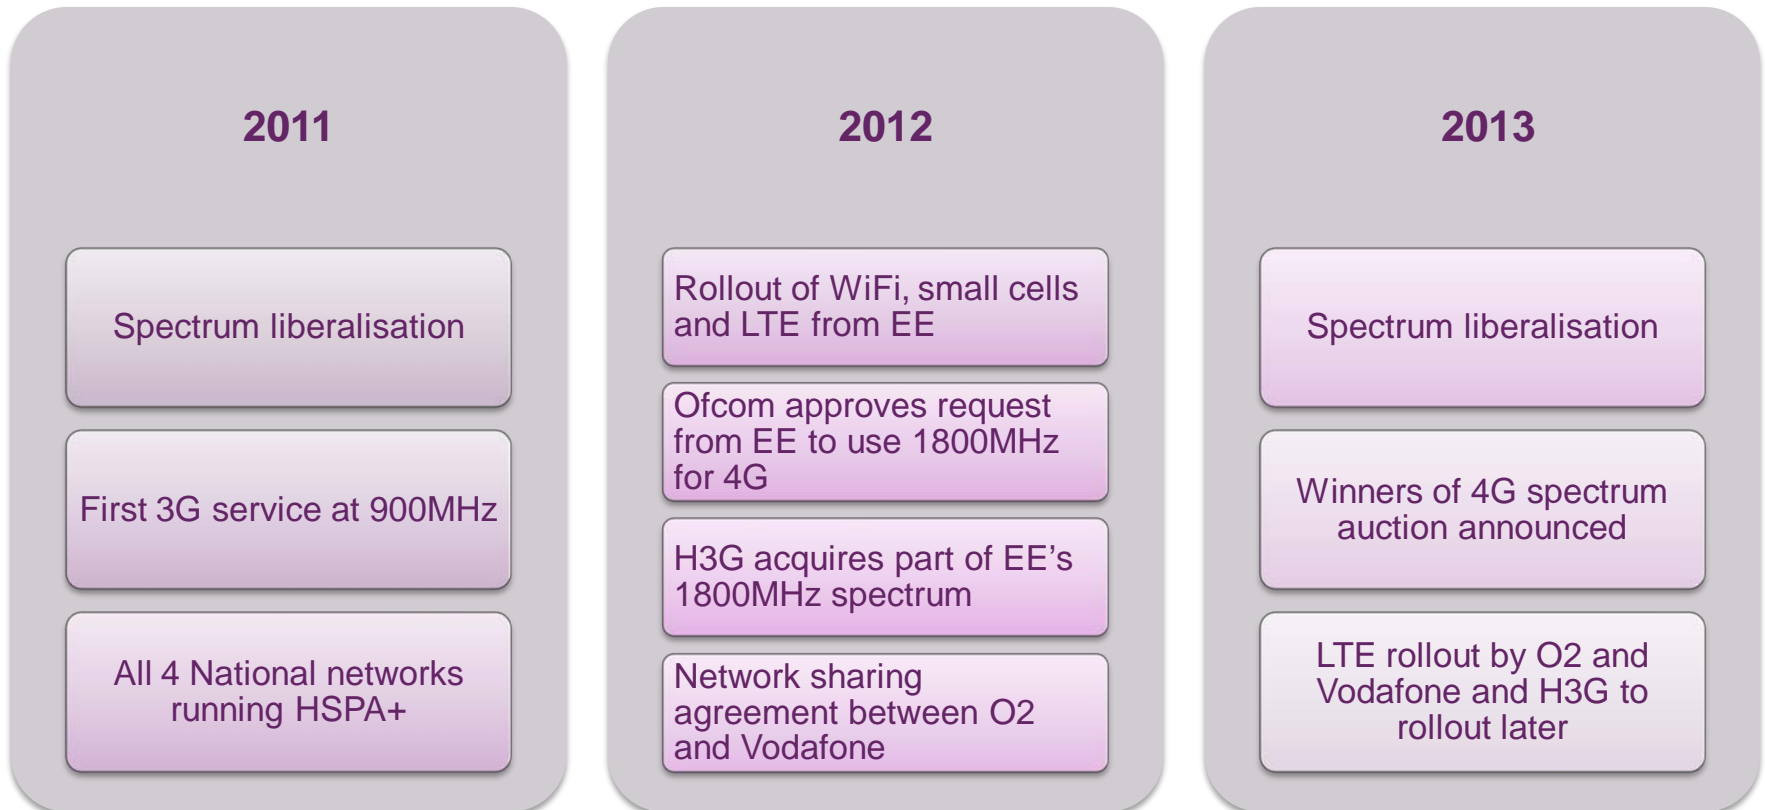 2011
Spectrum liberalisation
First 3G service at 900MHz
All 4 National networks
running HSPA+
2012
Rollout of WiFi, small cells
and LTE from EE
Ofcom approves request
from EE to use 1800MHz
for 4G
H3G acquires part of EE’s
1800MHz spectrum
Network sharing
agreement between O2
and Vodafone
2013
Spectrum liberalisation
Winners of 4G spectrum
auction announced
LTE rollout by O2 and
Vodafone and H3G to
rollout later